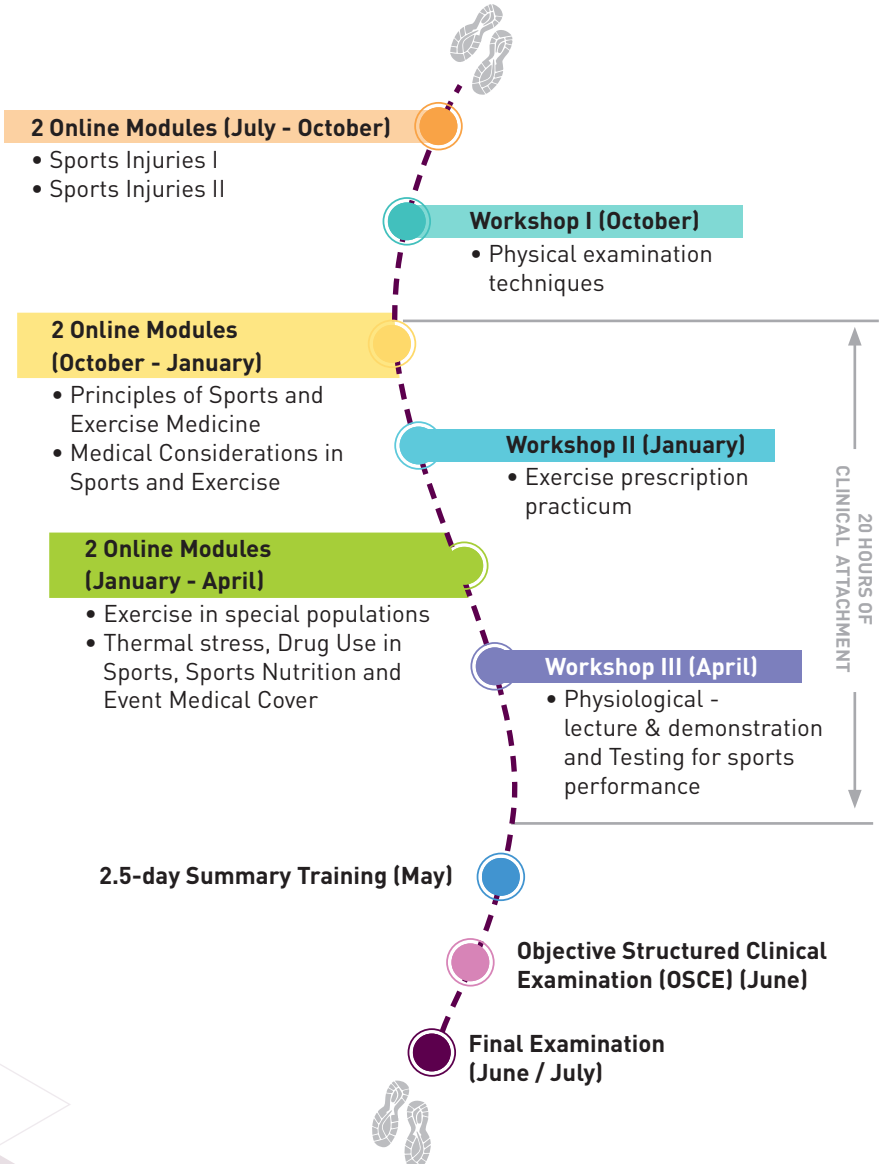 2 Online Modules (July - October)
• Sports Injuries I
• Sports Injuries II
Workshop I (October)
• Physical examination
techniques
2 Online Modules
(October - January)
• Principles of Sports and
Exercise Medicine
• Medical Considerations in
Sports and Exercise
Workshop II (January)
• Exercise prescription
practicum
2 Online Modules
(January - April)
• Exercise in special populations
• Thermal stress, Drug Use in
Sports, Sports Nutrition and
Event Medical Cover
Workshop III (April)
• Physiological -
lecture & demonstration
and Testing for sports
performance
20 HOURS OF
CLINICAL ATTACHMENT
2.5-day Summary Training (May)
Objective Structured Clinical
Examination (OSCE) (June)
Final Examination
(June / July)